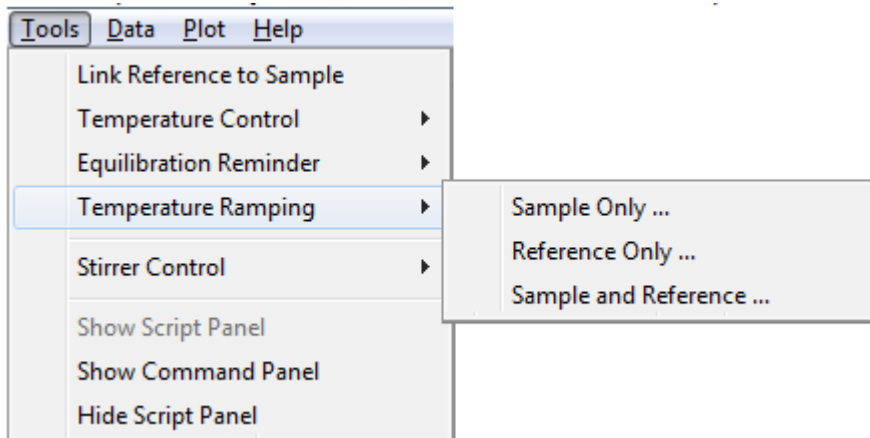 Tools Data Plot Help
Link Reference to Sample
Temperature Control
Equilibration Reminder
Temperature Ramping
Sample Only ...
Reference Only ...
Sample and Reference ...
Stirrer Control
Show Script Panel
Show Command Panel
Hide Script Panel